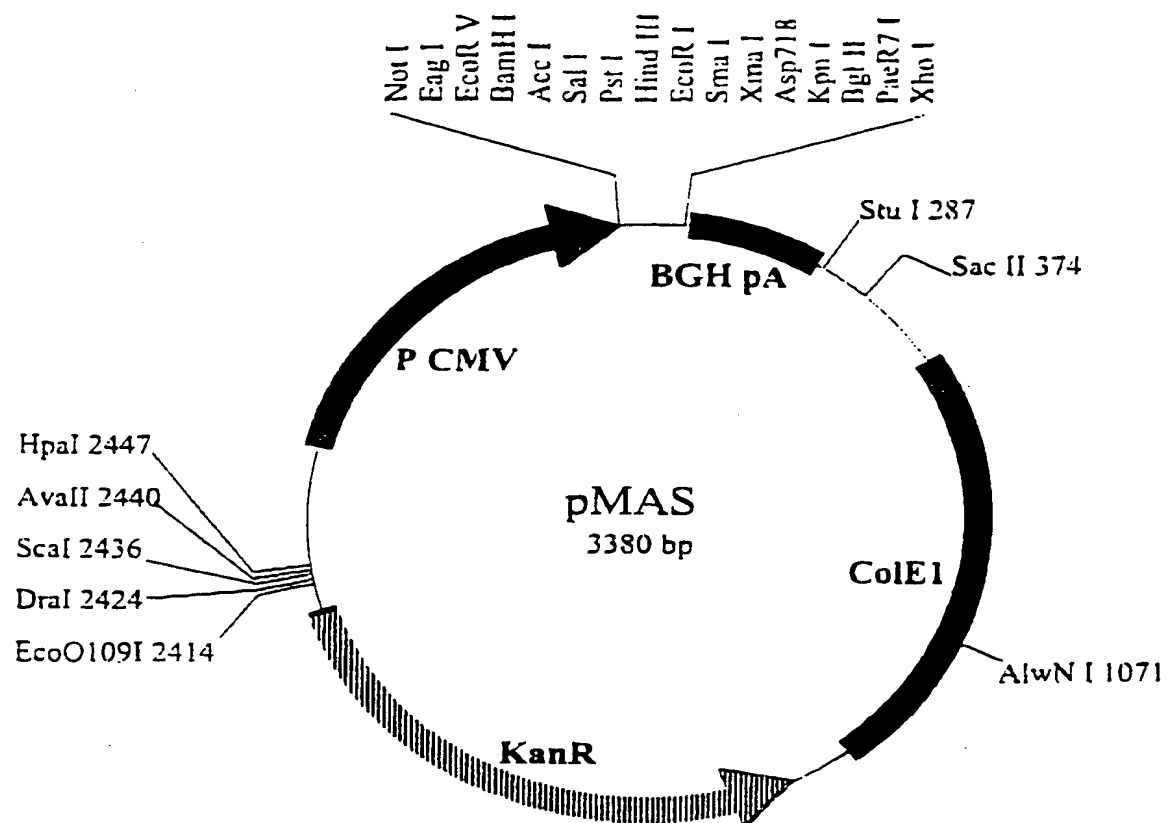 Not I
Eag I
EcoR V
BamH I
Acc I
Sal I
Pst I
Hind III
EcoR I
Sma I
Xma I
Asp718
Kpn I
Bgl II
PaeR7 I
Xho I
Stu I 287
Sac II 374
BGH pA
P CMV
HpaI 2447
AvaII 2440
ScaI 2436
DraI 2424
EcoO109I 2414
pMAS
3380 bp
ColE1
AlwN I 1071
KanR